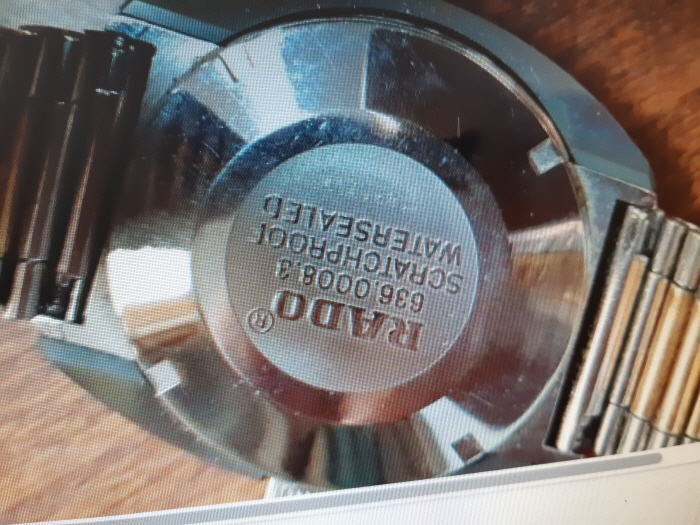 RADO®
636.0008.3
SCRATCHPROOF
WATERSEALED